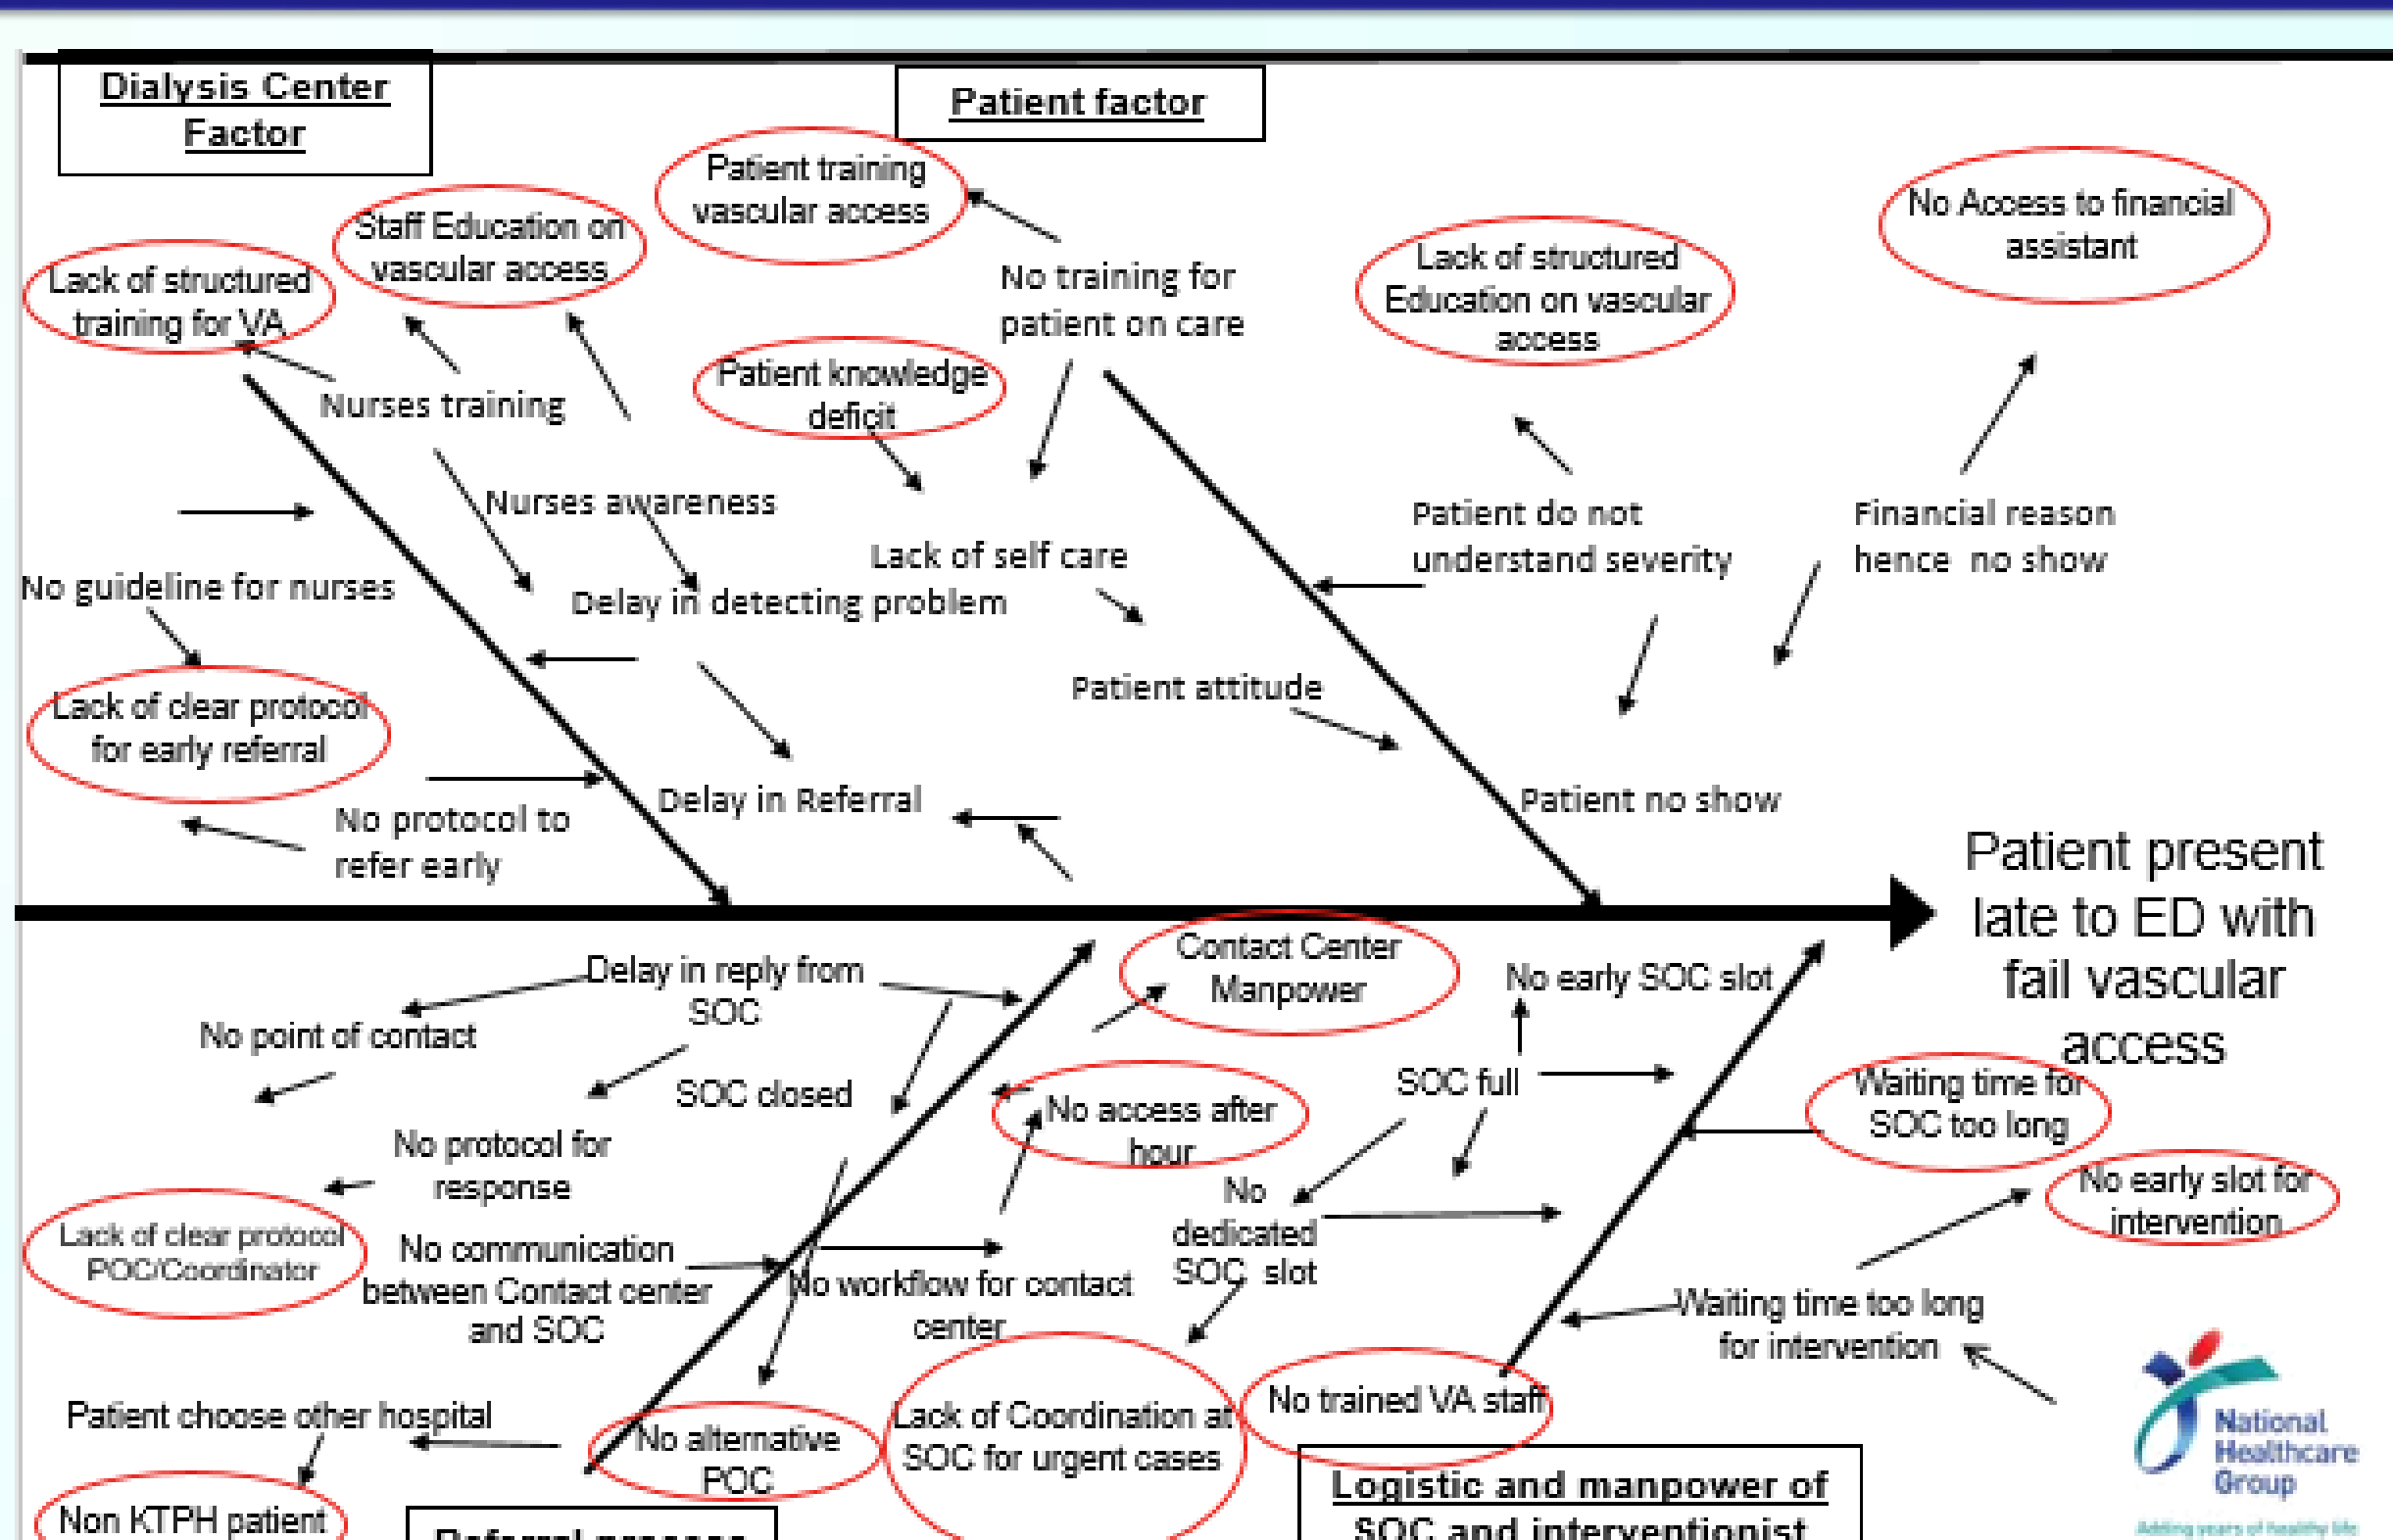 Dialysis Center
Factor
Patient factor
Patient training
vascular access
Staff Education on
vascular access
Lack of structured
training for VA
No Access to financial
assistant
Lack of structured
Education on vascular
access
No training for
patient on care
Patient knowledge
deficit
Nurses training
Nurses awareness
Patient do not
understand severity
Financial reason
hence no show
Lack of self care
No guideline for nurses
Delay in detecting problem
Lack of clear protocol
for early referral
Patient attitude
Delay in Referral
Patient no show
No protocol to
refer early
Patient present
late to ED with
fail vascular
access
Delay in reply from
SOC
Contact Center
Manpower
No early SOC slot
No point of contact
SOC closed
SOC full
Waiting time for
SOC too long
No access after
hour
No protocol for
response
No
dedicated
SOC slot
No early slot for
intervention
Lack of clear protocol
POC/Coordinator
No communication
between Contact center
and SOC
No workflow for contact
center
Waiting time too long
for intervention
Patient choose other hospital
No alternative
POC
Lack of Coordination at
SOC for urgent cases
No trained VA staff
National
Healthcare
Group
Adding years of healthy life
Non KTPH patient
Referral process
Logistic and manpower of
SOC and interventionist